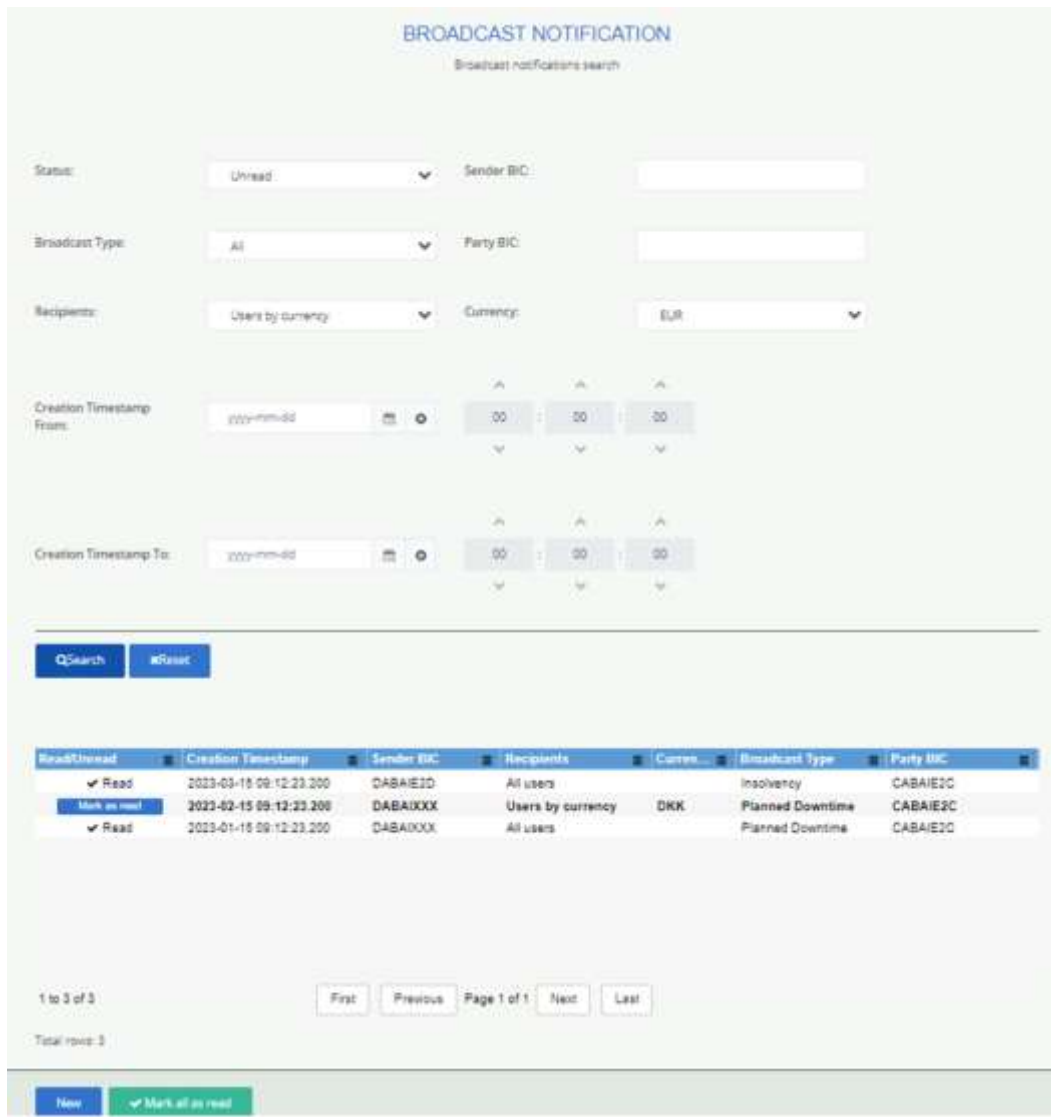 BROADCAST NOTIFICATION
Broadcast notifications search
Status: Unread Sender BIC:
Broadcast Type: All Party BIC:
Recipients: Users by currency Currency: EUR
Creation Timestamp
From: yyyy-mm-dd 00 : 00 : 00
Creation Timestamp To: yyyy-mm-dd 00 : 00 : 00
Search Reset
Read/Unread Creation Timestamp Sender BIC Recipients Curren... Broadcast Type Party BIC
Read 2023-03-15 09:12:23.200 DABAIE2D All users Insolvency CABAIE2C
Mark as read 2023-02-15 09:12:23.200 DABAIXXX Users by currency DKK Planned Downtime CABAIE2C
Read 2023-01-15 09:12:23.200 DABAIXXX All users Planned Downtime CABAIE2C
1 to 3 of 3 First Previous Page 1 of 1 Next Last
Total rows: 3
New Mark all as read